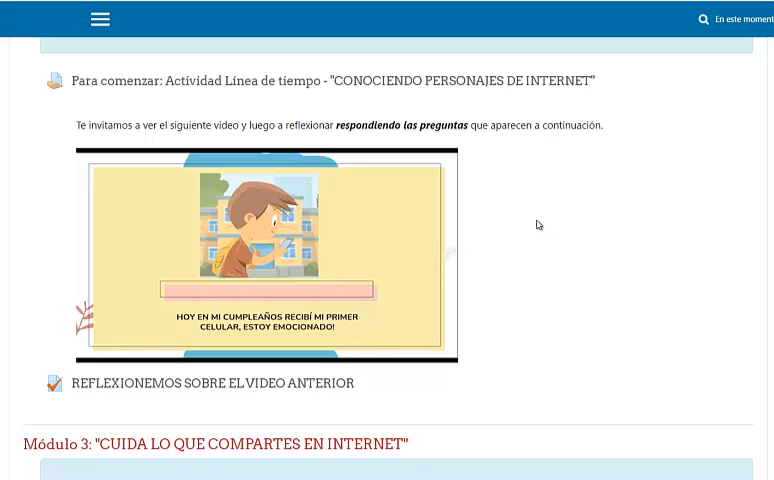 En este moment
Para comenzar: Actividad Línea de tiempo - "CONOCIENDO PERSONAJES DE INTERNET"
Te invitamos a ver el siguiente video y luego a reflexionar respondiendo las preguntas que aparecen a continuación.
HOY EN MI CUMPLEAÑOS RECIBÍ MI PRIMER
CELULAR, ESTOY EMOCIONADO!
REFLEXIONEMOS SOBRE EL VIDEO ANTERIOR
Módulo 3: "CUIDA LO QUE COMPARTES EN INTERNET"